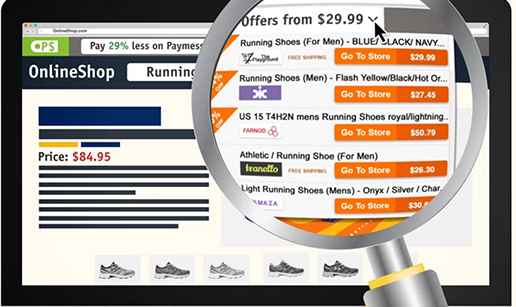 OnlineShop.com
OPS
Pay 29% less on Paymess
OnlineShop
Running
Price: $84.95
Offers from $29.99
Running Shoes (For Men) - BLUE/ BLACK/ NAVY...
Playground
FREE SHIPPING
Go To Store
$29.99
% OFF
Running Shoes (Men) - Flash Yellow/Black/Hot Or...
Go To Store
$27.45
% OFF
US 15 T4H2N mens Running Shoes royal/lightning..
FARNOD
Go To Store
$50.79
Athletic / Running Shoe (For Men)
tranello
FREE SHIPPING
Go To Store
$26.30
Light Running Shoes (Mens) - Onyx / Silver / Char
AMAZA
Go To Store